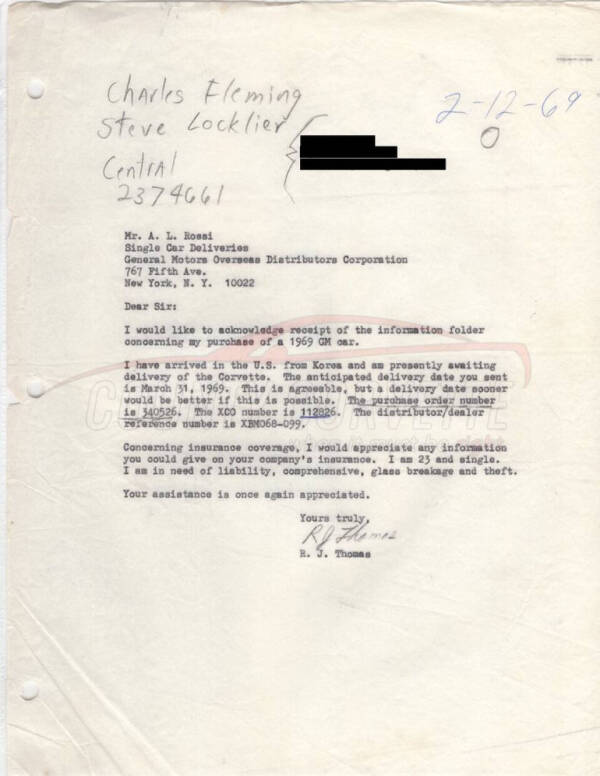 Charles Fleming
Steve Locklier
Central
2374661
2-12-69
Mr. A. L. Rossi
Single Car Deliveries
General Motors Overseas Distributors Corporation
767 Fifth Ave.
New York, N. Y. 10022
Dear Sir:
I would like to acknowledge receipt of the information folder
concerning my purchase of a 1969 GM car.
I have arrived in the U.S. from Korea and am presently awaiting
delivery of the Corvette. The anticipated delivery date you sent
is March 31, 1969. This is agreeable, but a delivery date sooner
would be better if this is possible. The purchase order number
is 340526. The XCO number is 112826. The distributor/dealer
reference number is XBM068-099.
Concerning insurance coverage, I would appreciate any information
you could give on your company's insurance. I am 23 and single.
I am in need of liability, comprehensive, glass breakage and theft.
Your assistance is once again appreciated.
Yours truly,
RJ Thomas
R. J. Thomas